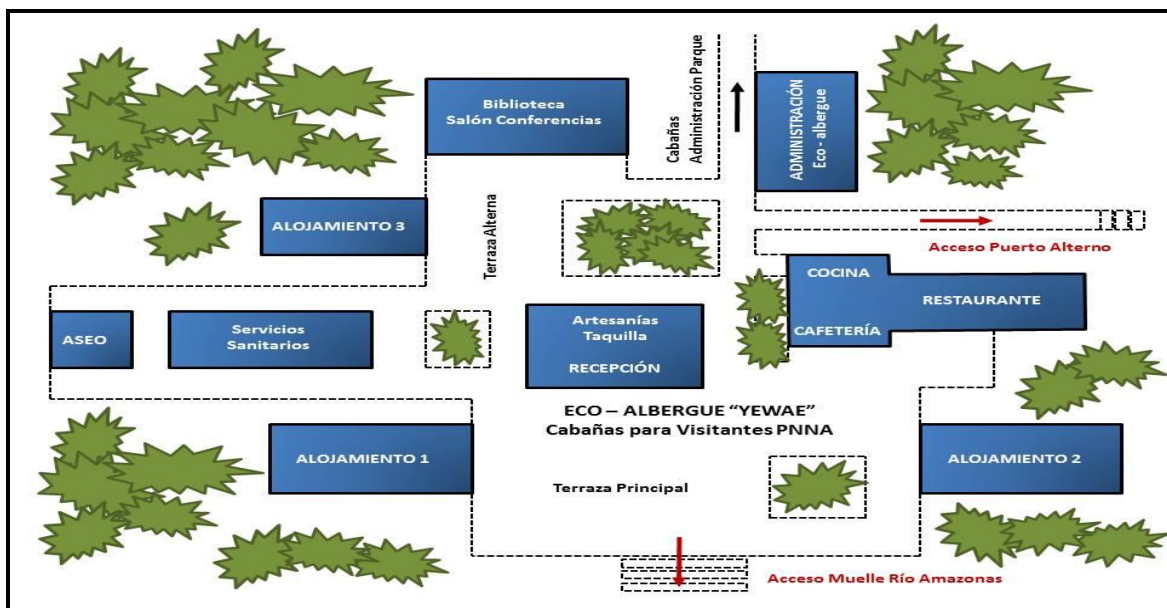 Biblioteca
Salón Conferencias
Cabañas
Administración Parque
ADMINISTRACIÓN
Eco - albergue
ALOJAMIENTO 3
Terraza Alterna
Acceso Puerto Alterno
COCINA
RESTAURANTE
CAFETERÍA
ASEO
Servicios
Sanitarios
Artesanías
Taquilla
RECEPCIÓN
ECO – ALBERGUE “YEWAE”
Cabañas para Visitantes PNNA
ALOJAMIENTO 1
ALOJAMIENTO 2
Terraza Principal
Acceso Muelle Río Amazonas